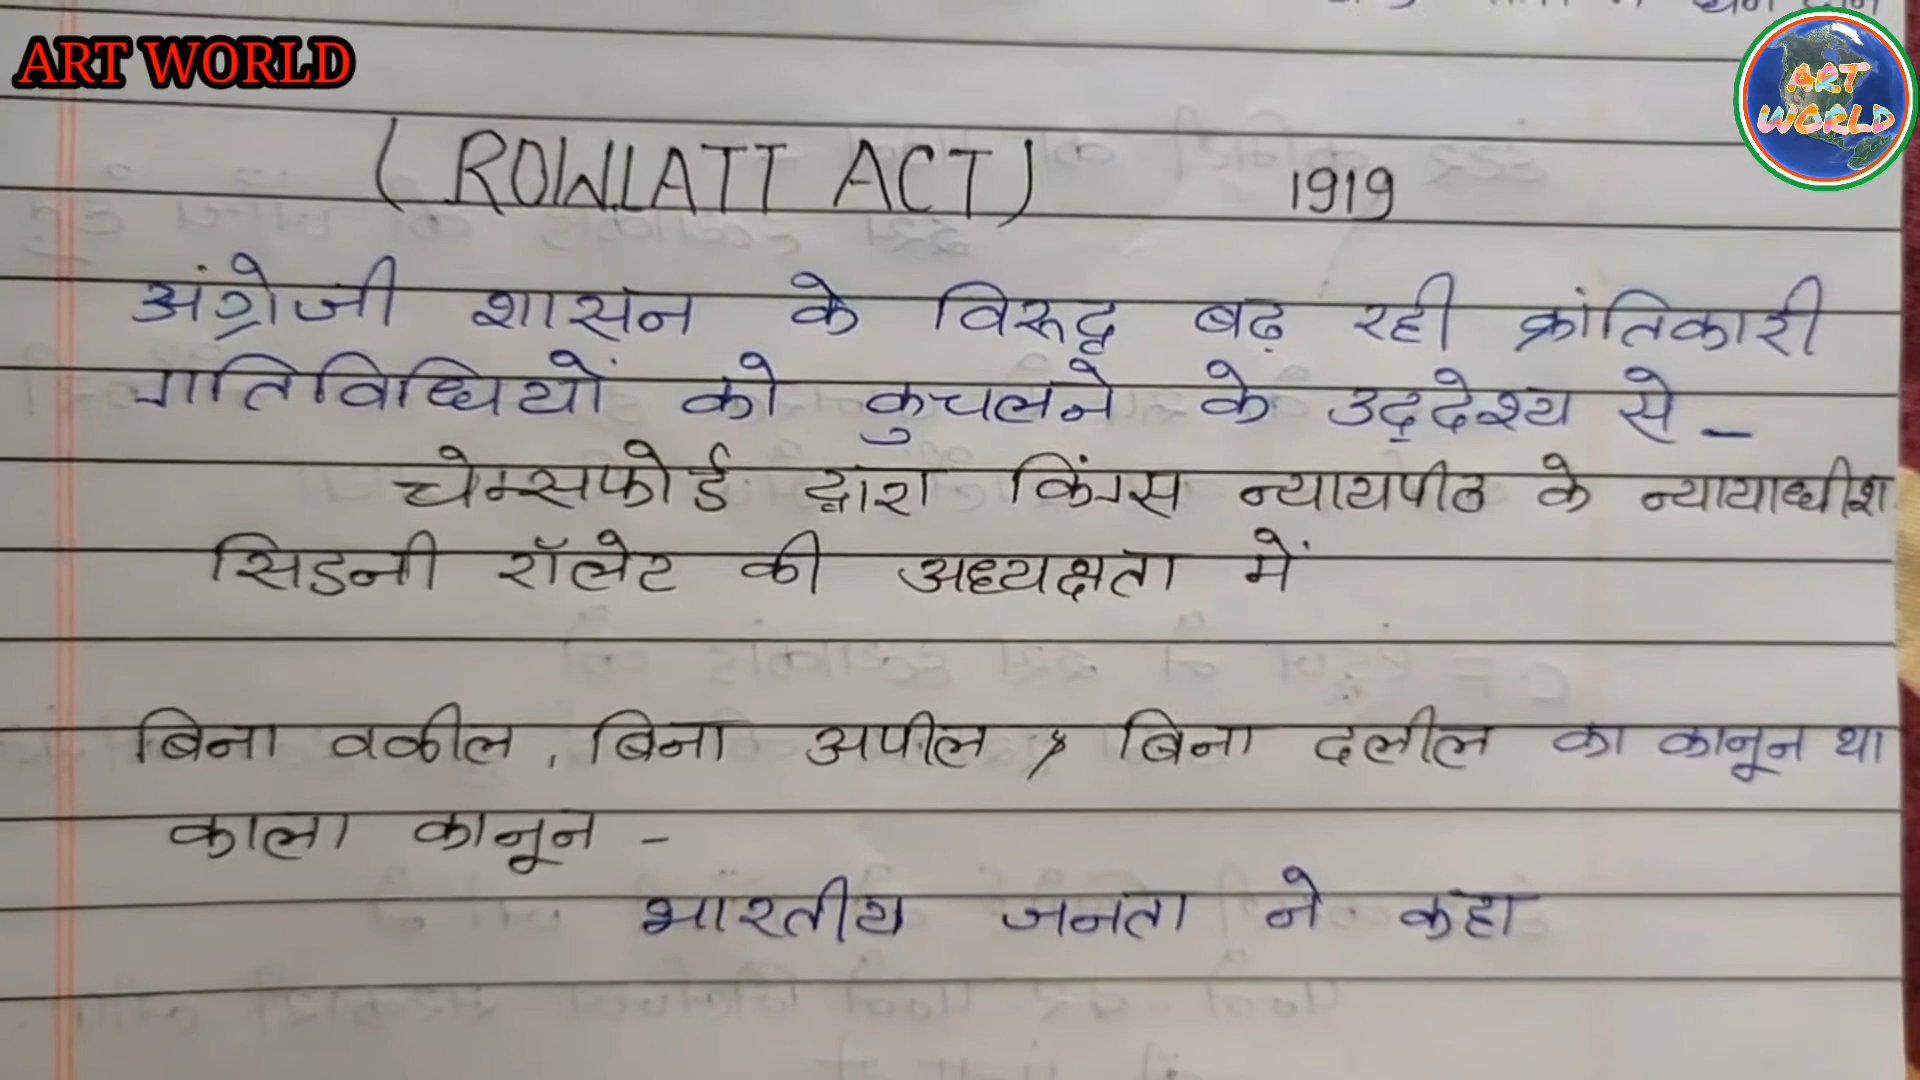 ART WORLD
ART WORLD
(ROWLATT ACT) 1919
अंग्रेजी शासन के विरुद्ध बढ़ रही क्रांतिकारी
गतिविधियों को कुचलने के उद्देश्य से -
चेम्सफोर्ड द्वारा किंग्स न्यायपीठ के न्यायाधीश
सिडनी रॉलेट की अध्यक्षता में
बिना वकील, बिना अपील, बिना दलील का कानून था
काला कानून -
भारतीय जनता ने कहा